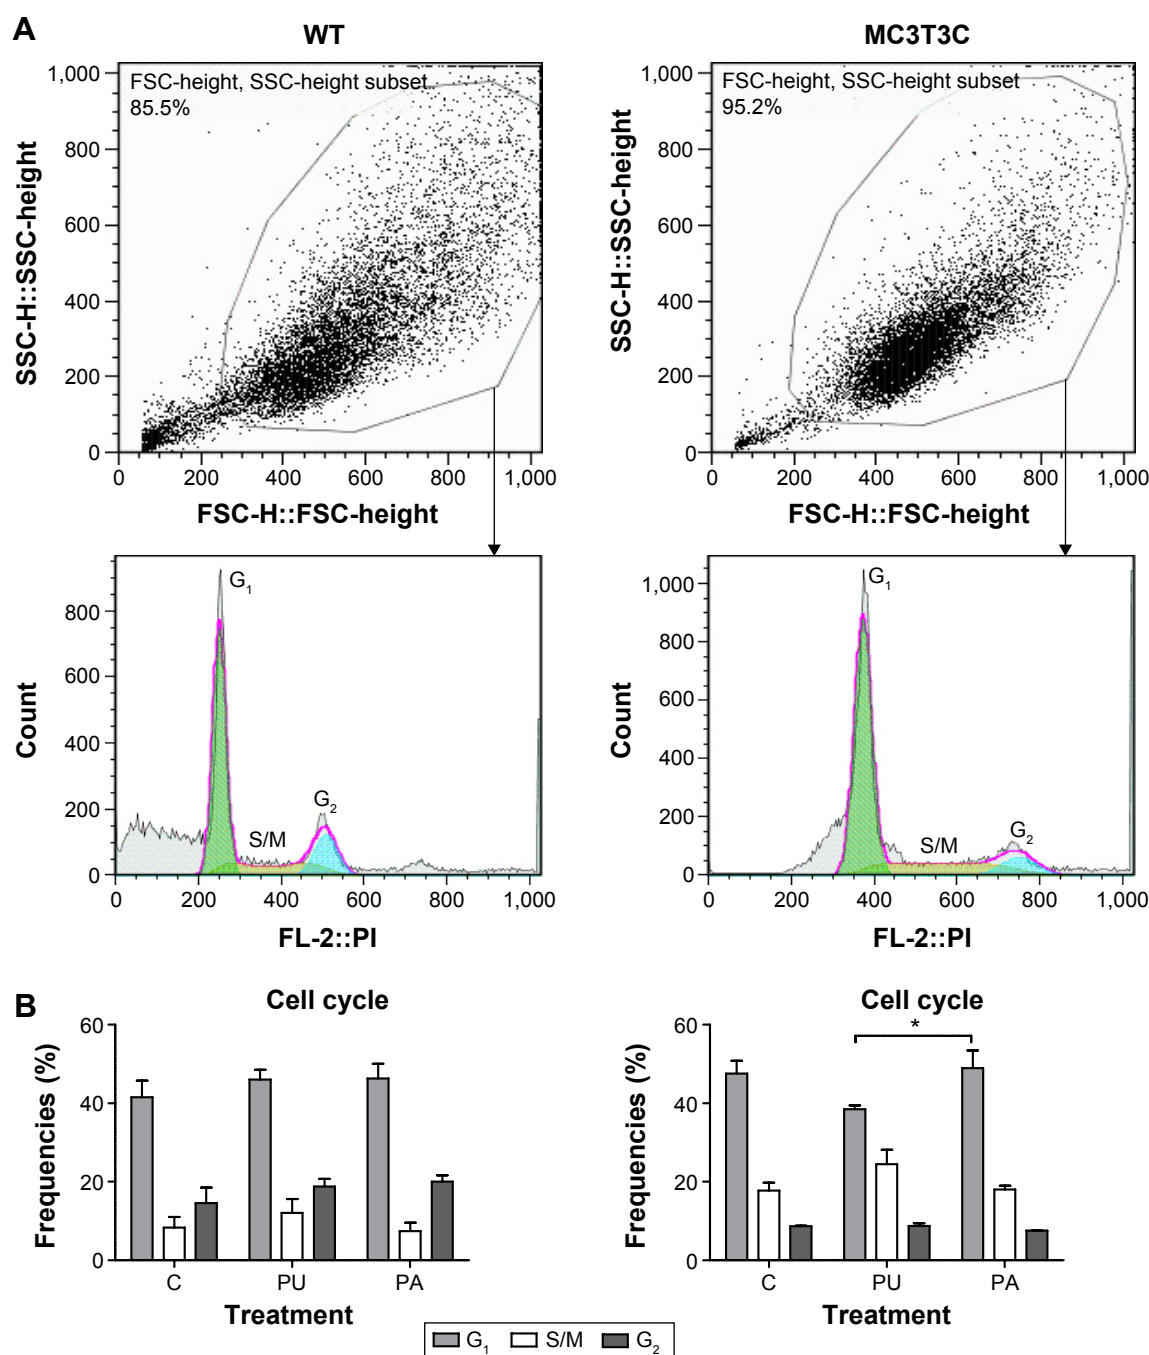 A
WT
MC3T3C
FSC-height, SSC-height subset
85.5%
1,000
800
600
400
200
0
SSC-H::SSC-height
0 200 400 600 800 1,000
FSC-H::FSC-height
FSC-height, SSC-height subset
95.2%
1,000
800
600
400
200
0
SSC-H::SSC-height
0 200 400 600 800 1,000
FSC-H::FSC-height
G1
G2
S/M
800
600
400
200
0
Count
0 200 400 600 800 1,000
FL-2::PI
G1
G2
S/M
1,000
800
600
400
200
0
Count
0 200 400 600 800 1,000
FL-2::PI
B
Cell cycle
60
40
20
0
Frequencies (%)
C PU PA
Treatment
Cell cycle
*
60
40
20
0
Frequencies (%)
C PU PA
Treatment
G1 S/M G2